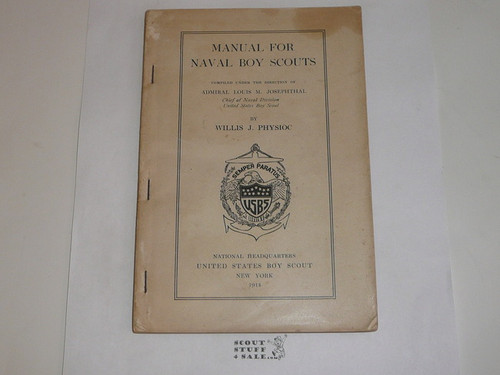 MANUAL FOR
NAVAL BOY SCOUTS
COMPILED UNDER THE DIRECTION OF
ADMIRAL LOUIS M. JOSEPHTHAL
Chief of Naval Division
United States Boy Scout
BY
WILLIS J. PHYSIOC
SEMPER PARATUS
USBS
NATIONAL HEADQUARTERS
UNITED STATES BOY SCOUT
NEW YORK
1918
SCOUT
STUFF
4 SALE.COM